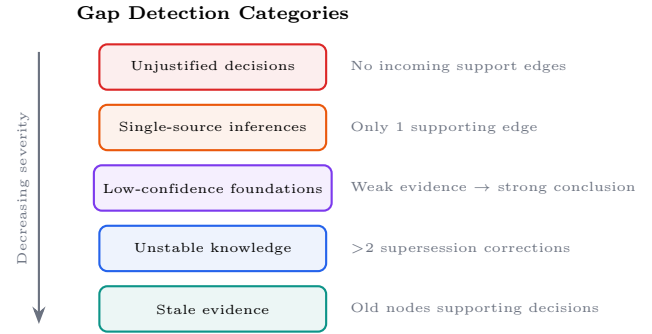 Gap Detection Categories
Unjustified decisions
No incoming support edges
Single-source inferences
Only 1 supporting edge
Low-confidence foundations
Weak evidence → strong conclusion
Unstable knowledge
>2 supersession corrections
Stale evidence
Old nodes supporting decisions
Decreasing severity